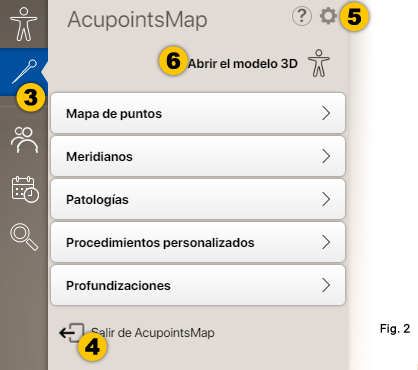 AcupointsMap ? 5
6 Abrir el modelo 3D
3
Mapa de puntos
Meridianos
Patologías
Procedimientos personalizados
Profundizaciones
4 Salir de AcupointsMap
Fig. 2